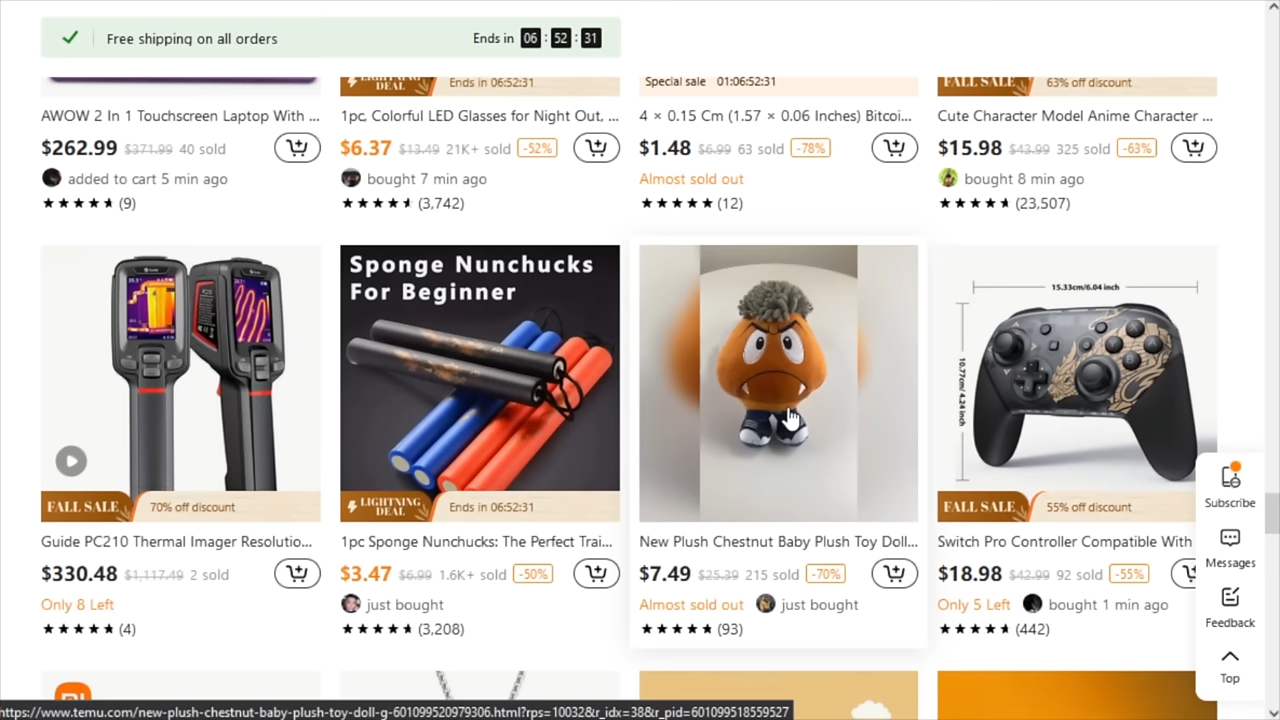 Free shipping on all orders
Ends in 06 : 52 : 31
LIGHTNING DEAL Ends in 06:52:31
Special sale 01:06:52:31
FALL SALE 63% off discount
AWOW 2 In 1 Touchscreen Laptop With ...
$262.99 $371.99 40 sold
added to cart 5 min ago
(9)
1pc, Colorful LED Glasses for Night Out, ...
$6.37 $13.49 21K+ sold -52%
bought 7 min ago
(3,742)
4 × 0.15 Cm (1.57 × 0.06 Inches) Bitcoi...
$1.48 $6.99 63 sold -78%
Almost sold out
(12)
Cute Character Model Anime Character ...
$15.98 $43.99 325 sold -63%
bought 8 min ago
(23,507)
FALL SALE 70% off discount
Guide PC210 Thermal Imager Resolutio...
$330.48 $1,117.49 2 sold
Only 8 Left
(4)
Sponge Nunchucks
For Beginner
LIGHTNING DEAL Ends in 06:52:31
1pc Sponge Nunchucks: The Perfect Trai...
$3.47 $6.99 1.6K+ sold -50%
just bought
(3,208)
New Plush Chestnut Baby Plush Toy Doll...
$7.49 $25.39 215 sold -70%
Almost sold out just bought
(93)
15.33cm/6.04 inch
10.77cm/4.24 inch
FALL SALE 55% off discount
Switch Pro Controller Compatible With
$18.98 $42.99 92 sold -55%
Only 5 Left bought 1 min ago
(442)
Subscribe
Messages
Feedback
Top
https://www.temu.com/new-plush-chestnut-baby-plush-toy-doll-g-601099520979306.html?rps=10032&r_idx=38&r_pid=601099518559527